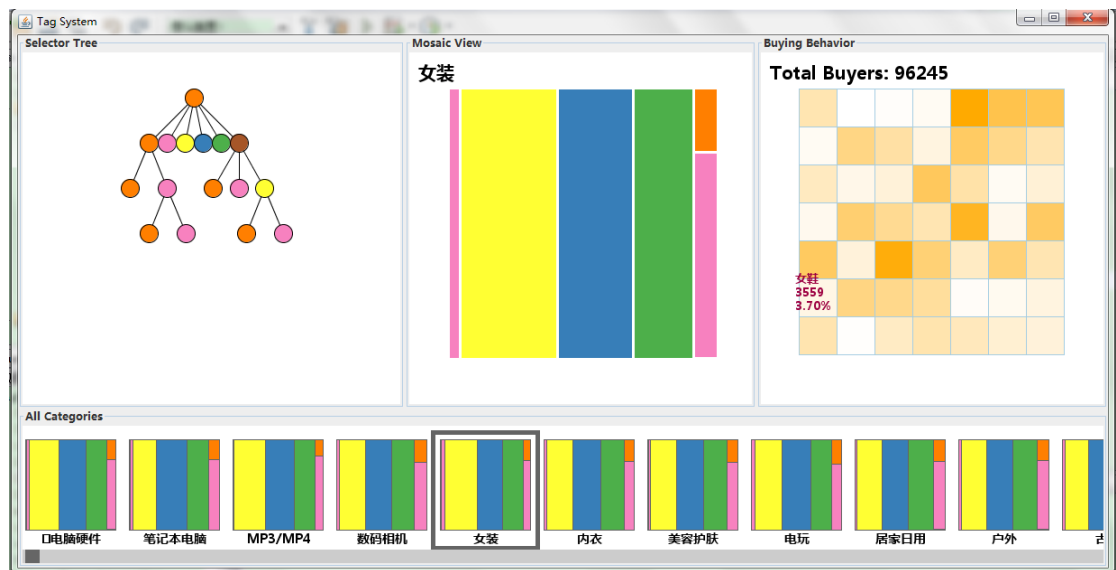 Tag System
Selector Tree
Mosaic View
Buying Behavior
女装
Total Buyers: 96245
女鞋
3559
3.70%
All Categories
电脑硬件
笔记本电脑
MP3/MP4
数码相机
女装
内衣
美容护肤
电玩
居家日用
户外